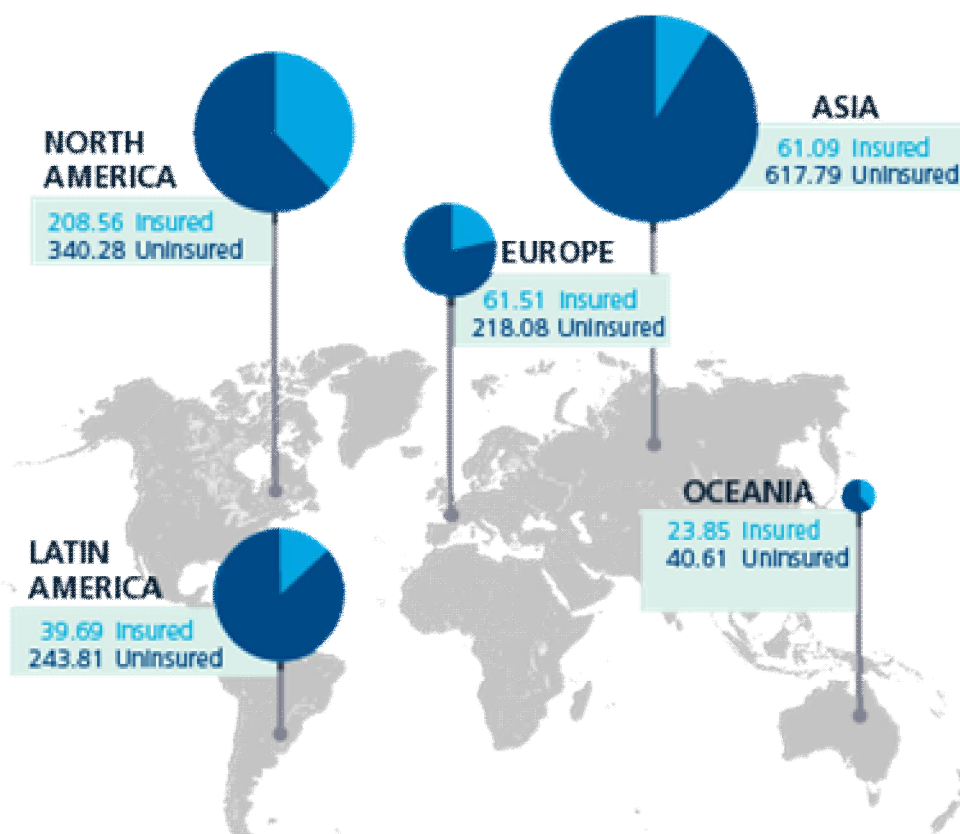 NORTH
AMERICA
208.56 Insured
340.28 Uninsured
ASIA
61.09 Insured
617.79 Uninsured
EUROPE
61.51 Insured
218.08 Uninsured
OCEANIA
23.85 Insured
40.61 Uninsured
LATIN
AMERICA
39.69 Insured
243.81 Uninsured